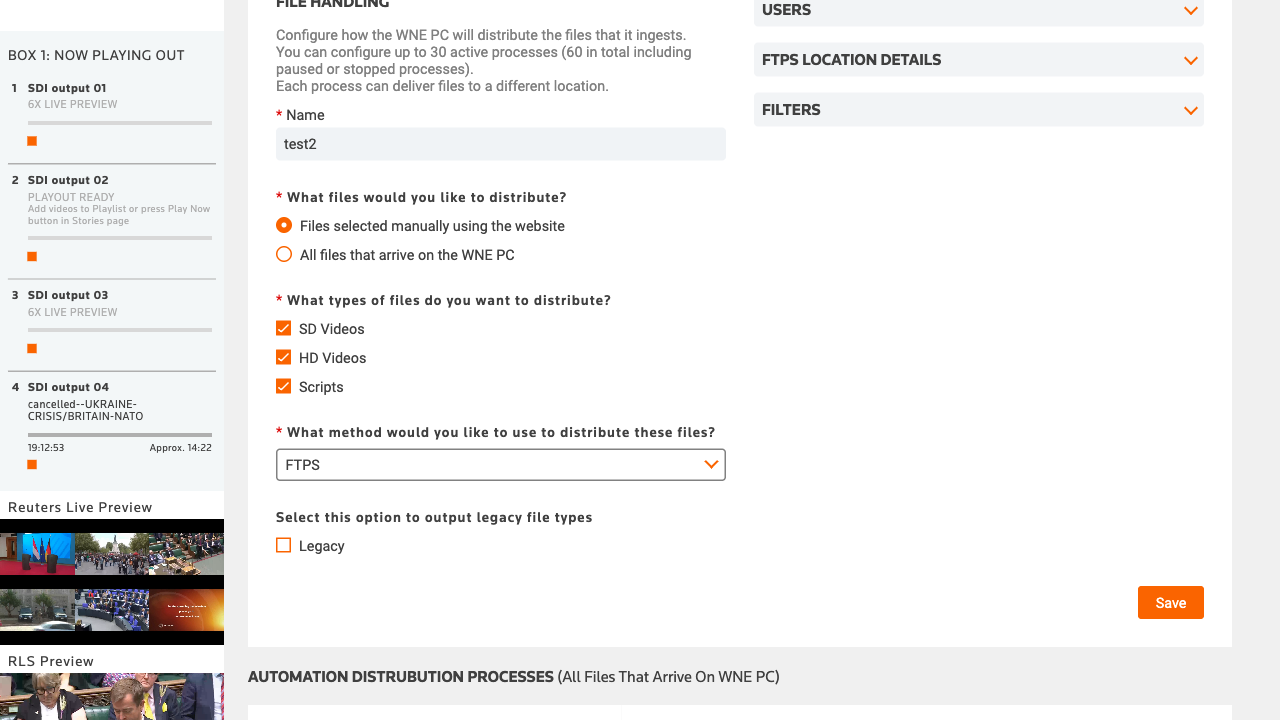 BOX 1: NOW PLAYING OUT
1 SDI output 01
6X LIVE PREVIEW
2 SDI output 02
PLAYOUT READY
Add videos to Playlist or press Play Now
button in Stories page
3 SDI output 03
6X LIVE PREVIEW
4 SDI output 04
cancelled--UKRAINE-
CRISIS/BRITAIN-NATO
19:12:53 Approx. 14:22
Reuters Live Preview
RLS Preview
FILE HANDLING
Configure how the WNE PC will distribute the files that it ingests.
You can configure up to 30 active processes (60 in total including
paused or stopped processes).
Each process can deliver files to a different location.
* Name
test2
* What files would you like to distribute?
Files selected manually using the website
All files that arrive on the WNE PC
* What types of files do you want to distribute?
SD Videos
HD Videos
Scripts
* What method would you like to use to distribute these files?
FTPS
Select this option to output legacy file types
Legacy
USERS
FTPS LOCATION DETAILS
FILTERS
Save
AUTOMATION DISTRUBUTION PROCESSES (All Files That Arrive On WNE PC)